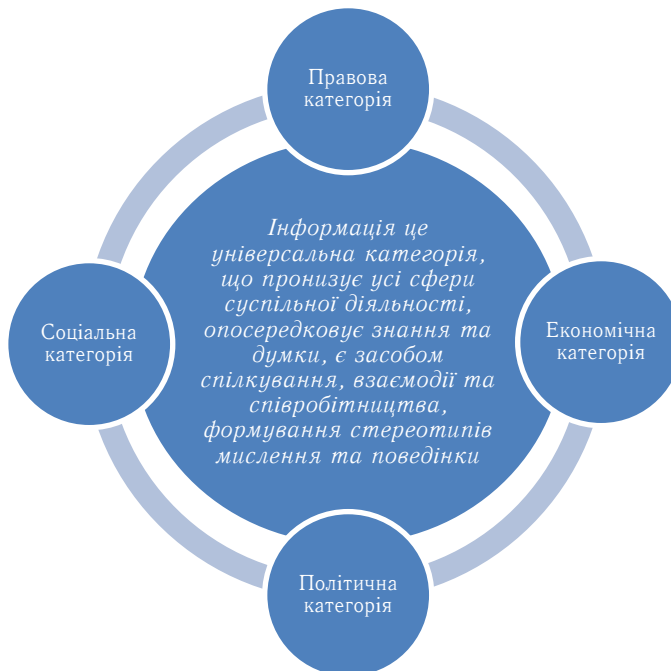 Правова
категорія
Інформація це
універсальна категорія,
що пронизує усі сфери
суспільної діяльності,
опосередковує знання та
думки, є засобом
спілкування, взаємодії та
співробітництва,
формування стереотипів
мислення та поведінки
Соціальна
категорія
Економічна
категорія
Політична
категорія